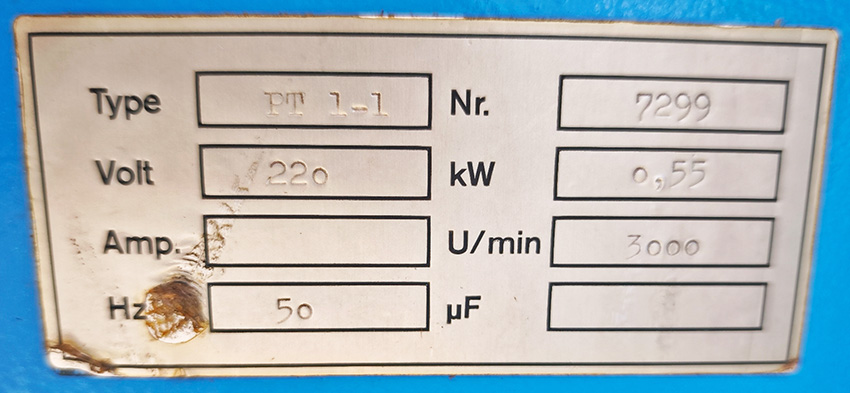 Type PT 1-1 Nr. 7299
Volt 220 kW 0,55
Amp. U/min 3000
Hz 50 µF